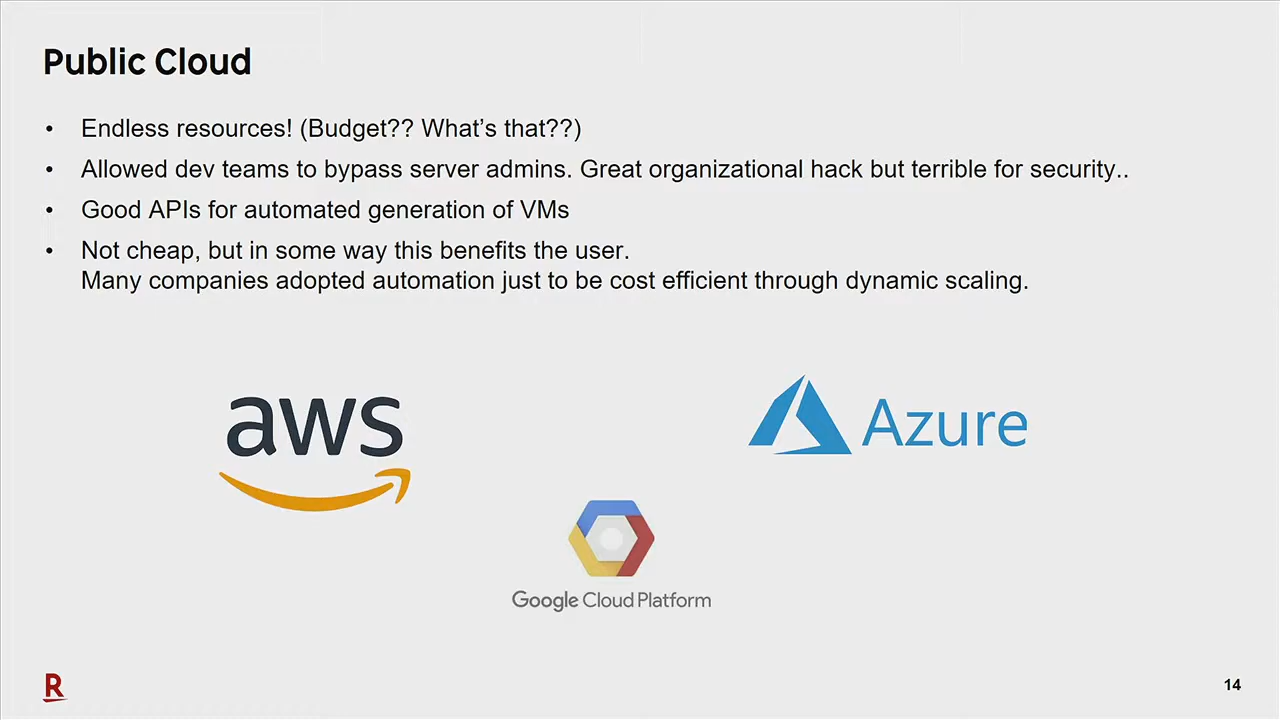 Public Cloud
• Endless resources! (Budget?? What's that??)
• Allowed dev teams to bypass server admins. Great organizational hack but terrible for security..
• Good APIs for automated generation of VMs
• Not cheap, but in some way this benefits the user.
Many companies adopted automation just to be cost efficient through dynamic scaling.
aws
Azure
Google Cloud Platform
R
14